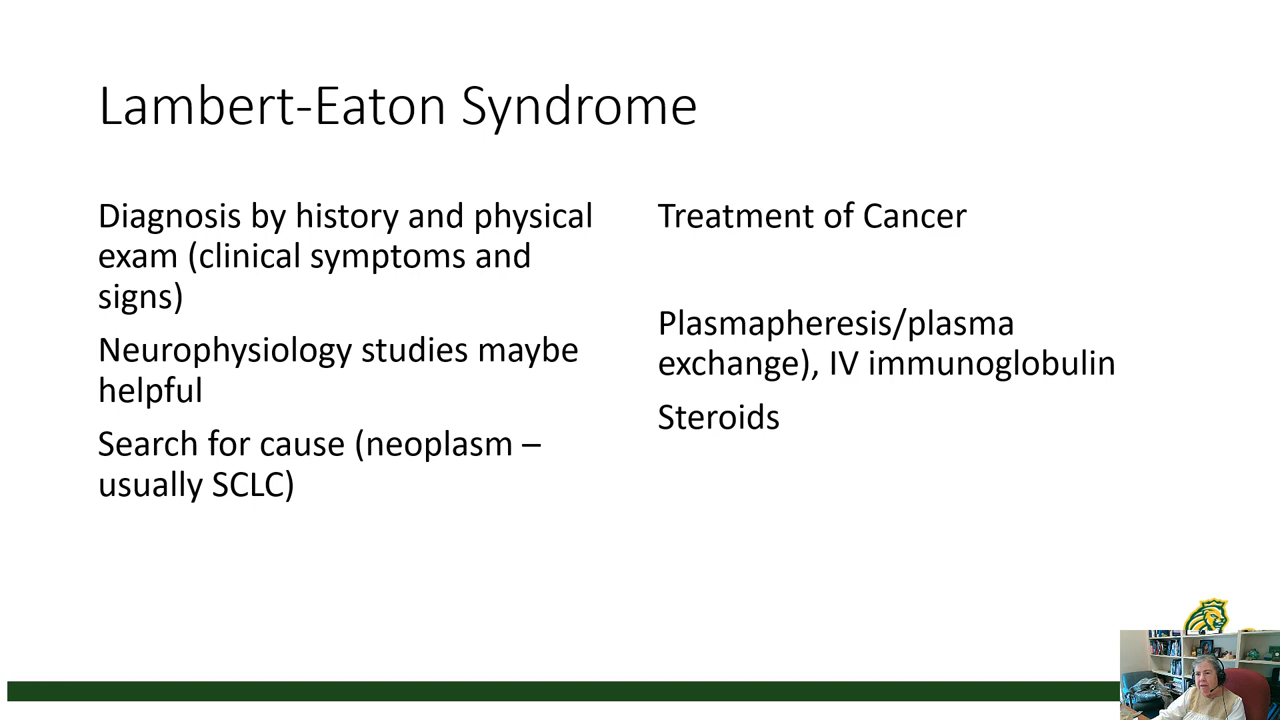 Lambert-Eaton Syndrome
Diagnosis by history and physical
exam (clinical symptoms and
signs)
Neurophysiology studies maybe
helpful
Search for cause (neoplasm –
usually SCLC)
Treatment of Cancer
Plasmapheresis/plasma
exchange), IV immunoglobulin
Steroids